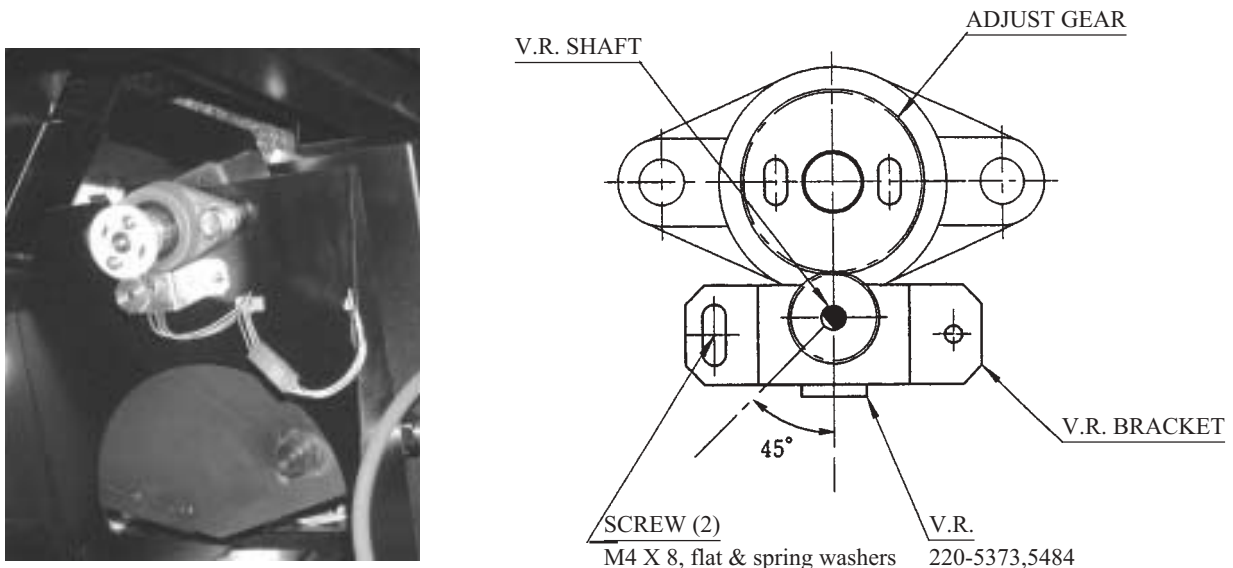 ADJUST GEAR
V.R. SHAFT
V.R. BRACKET
45°
SCREW (2)
M4 X 8, flat & spring washers
V.R.
220-5373,5484